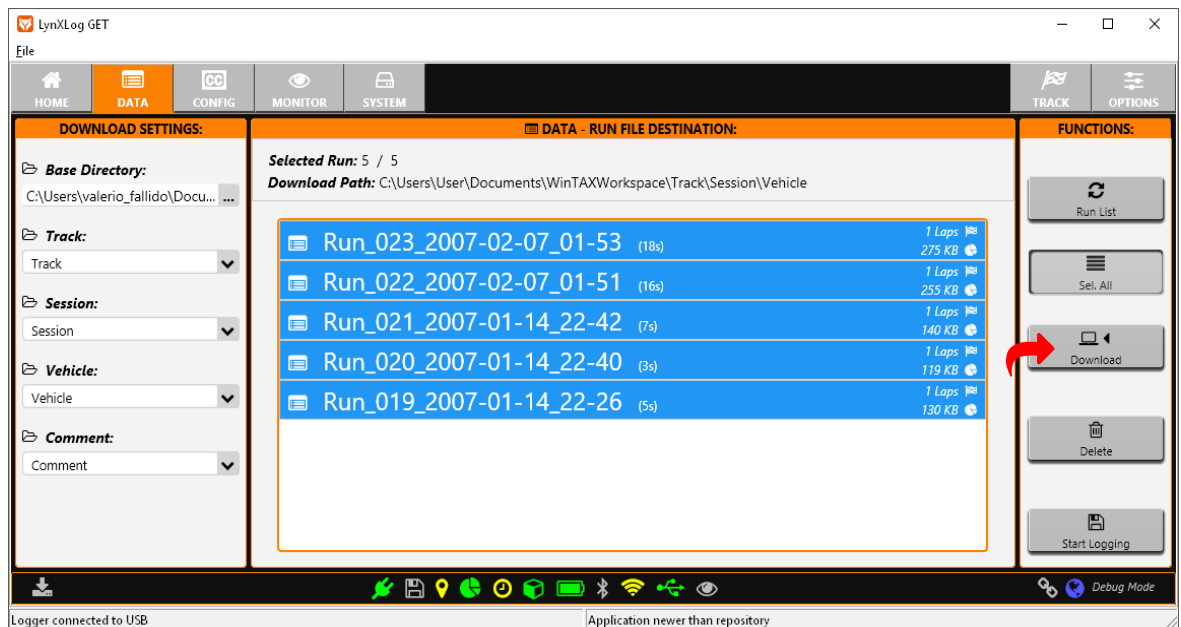 LynXLog GET
File
HOME
DATA
CC
CONFIG
MONITOR
SYSTEM
TRACK
OPTIONS
DOWNLOAD SETTINGS:
Base Directory:
C:\Users\valerio_fallido\Docu... ...
Track:
Track
Session:
Session
Vehicle:
Vehicle
Comment:
Comment
DATA - RUN FILE DESTINATION:
Selected Run: 5 / 5
Download Path: C:\Users\User\Documents\WinTAXWorkspace\Track\Session\Vehicle
Run_023_2007-02-07_01-53 (18s)
1 Laps
275 KB
Run_022_2007-02-07_01-51 (16s)
1 Laps
255 KB
Run_021_2007-01-14_22-42 (7s)
1 Laps
140 KB
Run_020_2007-01-14_22-40 (3s)
1 Laps
119 KB
Run_019_2007-01-14_22-26 (5s)
1 Laps
130 KB
FUNCTIONS:
Run List
Sel. All
Download
Delete
Start Logging
Debug Mode
Logger connected to USB
Application newer than repository